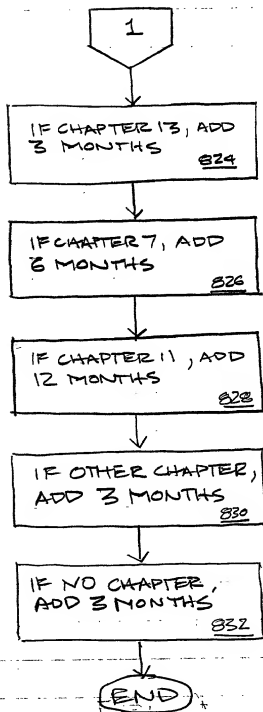 1
IF CHAPTER 13, ADD
3 MONTHS
824
IF CHAPTER 7, ADD
6 MONTHS
826
IF CHAPTER 11, ADD
12 MONTHS
828
IF OTHER CHAPTER,
ADD 3 MONTHS
830
IF NO CHAPTER,
ADD 3 MONTHS
832
END